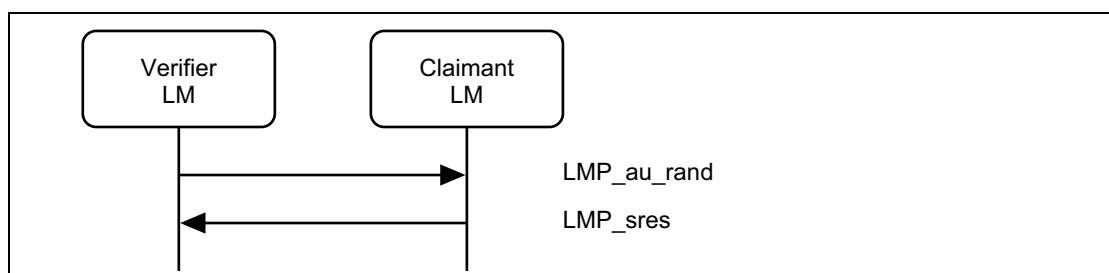 Verifier
LM
Claimant
LM
LMP_au_rand
LMP_sres